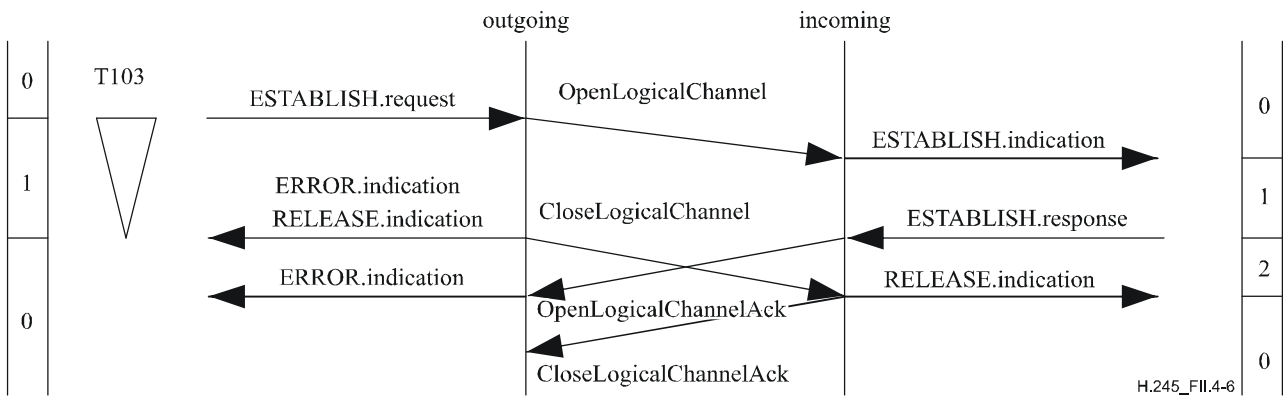 outgoing incoming
0 T103 ESTABLISH.request OpenLogicalChannel 0
ESTABLISH.indication
1 ERROR.indication 1
RELEASE.indication CloseLogicalChannel ESTABLISH.response
ERROR.indication RELEASE.indication 2
0 OpenLogicalChannelAck
CloseLogicalChannelAck 0
H.245_FII.4-6